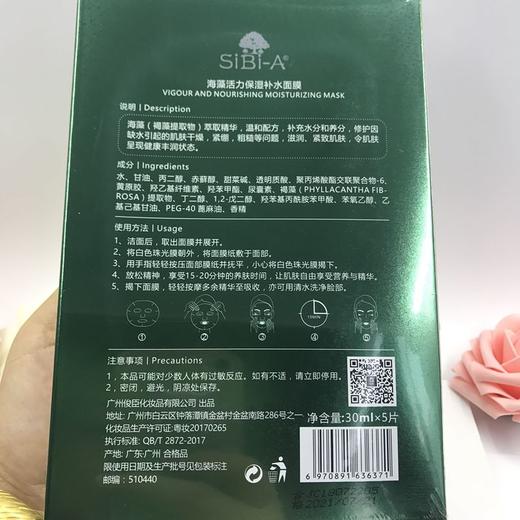 SiBi-A®
海藻活力保湿补水面膜
VIGOUR AND NOURISHING MOISTURIZING MASK
说明 | Description
海藻（褐藻提取物）萃取精华，温和配方，补充水分和养分，修护因
缺水引起的肌肤干燥，紧绷，粗糙等问题，滋润、紧致肌肤，令肌肤
呈现健康丰润状态。
成分 | Ingredients
水、甘油、丙二醇、赤藓醇、甜菜碱、透明质酸、聚丙烯酸酯交联聚合物-6,
黄原胶、羟乙基纤维素、羟苯甲酯、尿囊素、褐藻（PHYLLACANTHA FIB-
ROSA）提取物、丁二醇、1,2-戊二醇、羟苯基丙酰胺苯甲酸、苯氧乙醇、乙
基己基甘油、PEG-40 蓖麻油、香精
使用方法 | Usage
1、洁面后，取出面膜并展开。
2、将白色珠光膜朝外，将面膜纸敷于面部。
3、用手指轻轻按压面部膜纸并抚平，小心将白色珠光膜揭下。
4、放松精神，享受15-20分钟的养肤时间，让肌肤自由享受营养与精华。
5、揭下面膜，轻轻按摩多余精华至吸收，亦可用清水洗净脸部。
① ② ③ ④ ⑤
15MIN
注意事项 | Precautions
1，本品可能对少数人体有过敏反应。如有不适，请立即停用。
2，密闭，避光，阴凉处保存。
广州俊臣化妆品有限公司 出品
地址：广州市白云区钟落潭镇金盆村金盆南路286号之一
化妆品生产许可证：粤妆20170265
执行标准：QB/T 2872-2017
产地：广东·广州 合格品
限使用日期及生产批号见包装标注
邮编：510440
净含量：30ml×5片
6 970891 636371